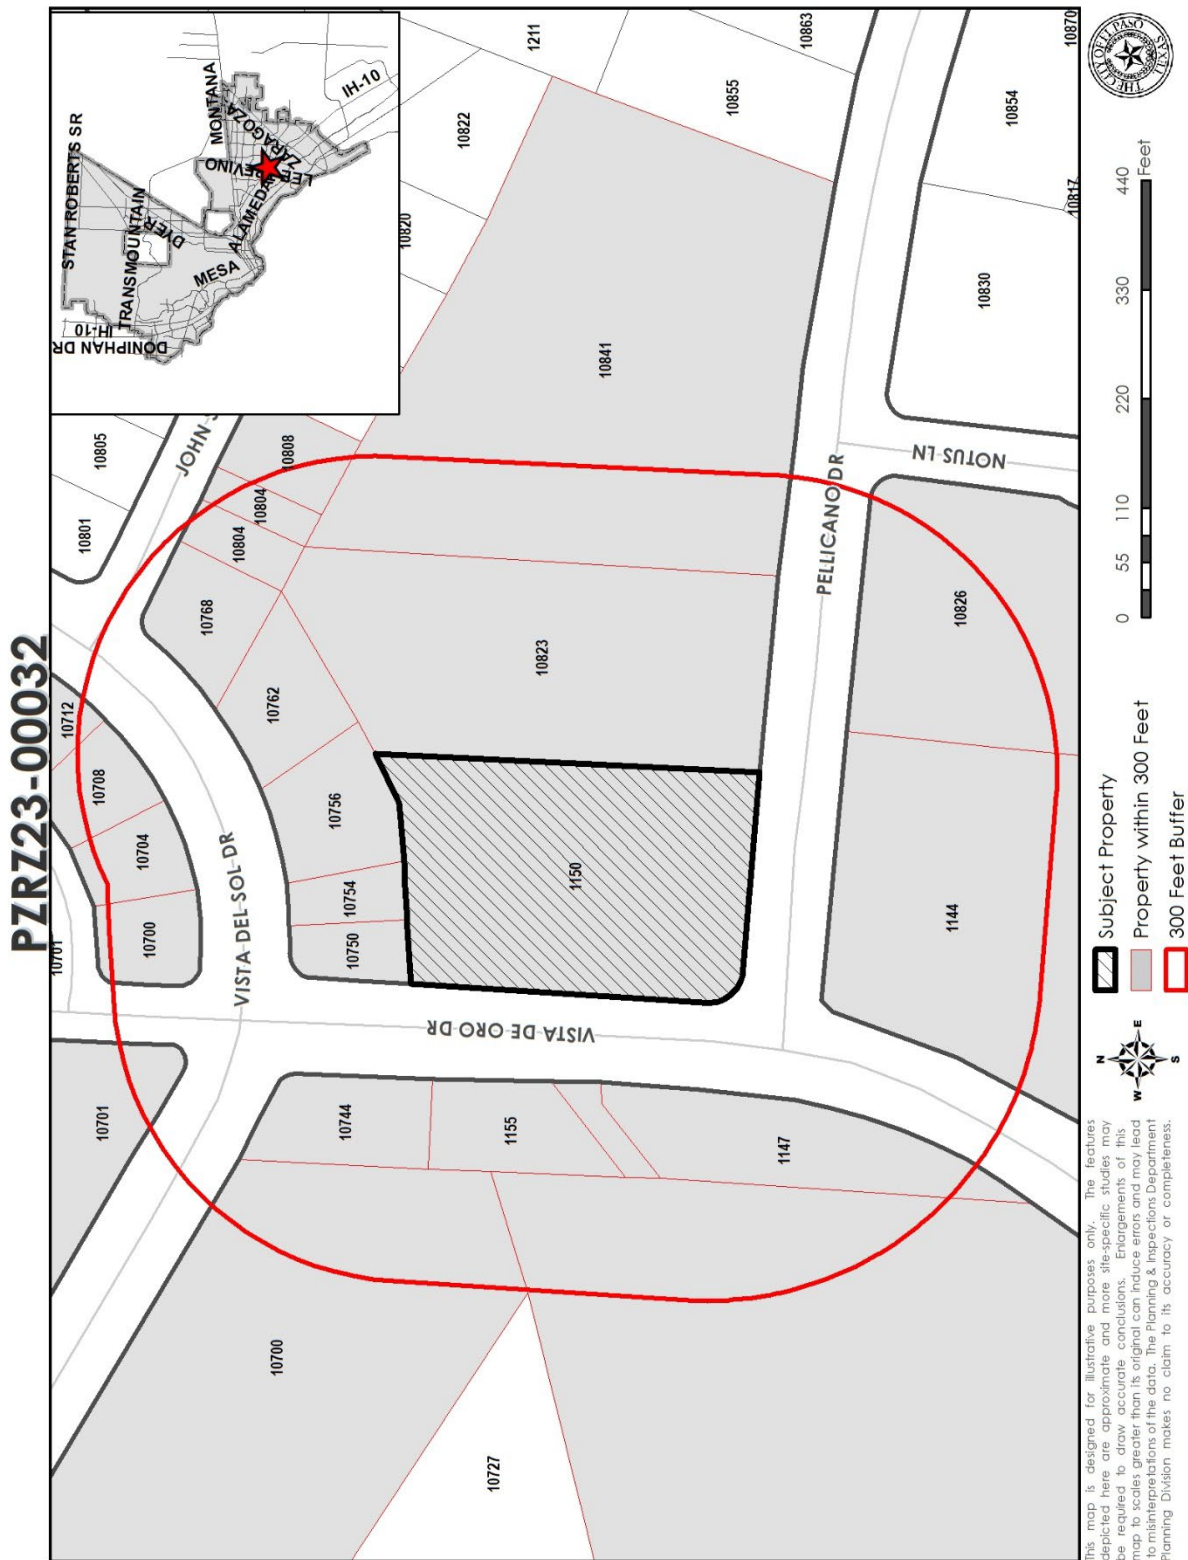 PZRZ23-00032
STAN ROBERTS SR
DONIPHAN DR
IH-10
TRANSMOUNTAIN
DYER
MESA
MONTANA
ALAMEDA
ZARAGOZA
IH-10
10701
10701
10700
10704
10708
10712
10801
10805
VISTA DEL SOL DR
10768
10804
10804
10808
10820
10822
1211
10863
10700
10744
10750
10754
10756
10762
VISTA DE ORO DR
1155
1150
10823
10841
10855
10727
1147
PELLICANO DR
1144
10826
NOTUS LN
10830
10854
10817
10870
This map is designed for illustrative purposes only. The features
depicted here are approximate and more site-specific studies may
be required to draw accurate conclusions. Enlargements of this
map to scales greater than its original can induce errors and may lead
to misinterpretations of the data. The Planning & Inspections Department
Planning Division makes no claim to its accuracy or completeness.
N
W
E
S
Subject Property
Property within 300 Feet
300 Feet Buffer
0 55 110 220 330 440
Feet
THE CITY OF EL PASO
TEXAS